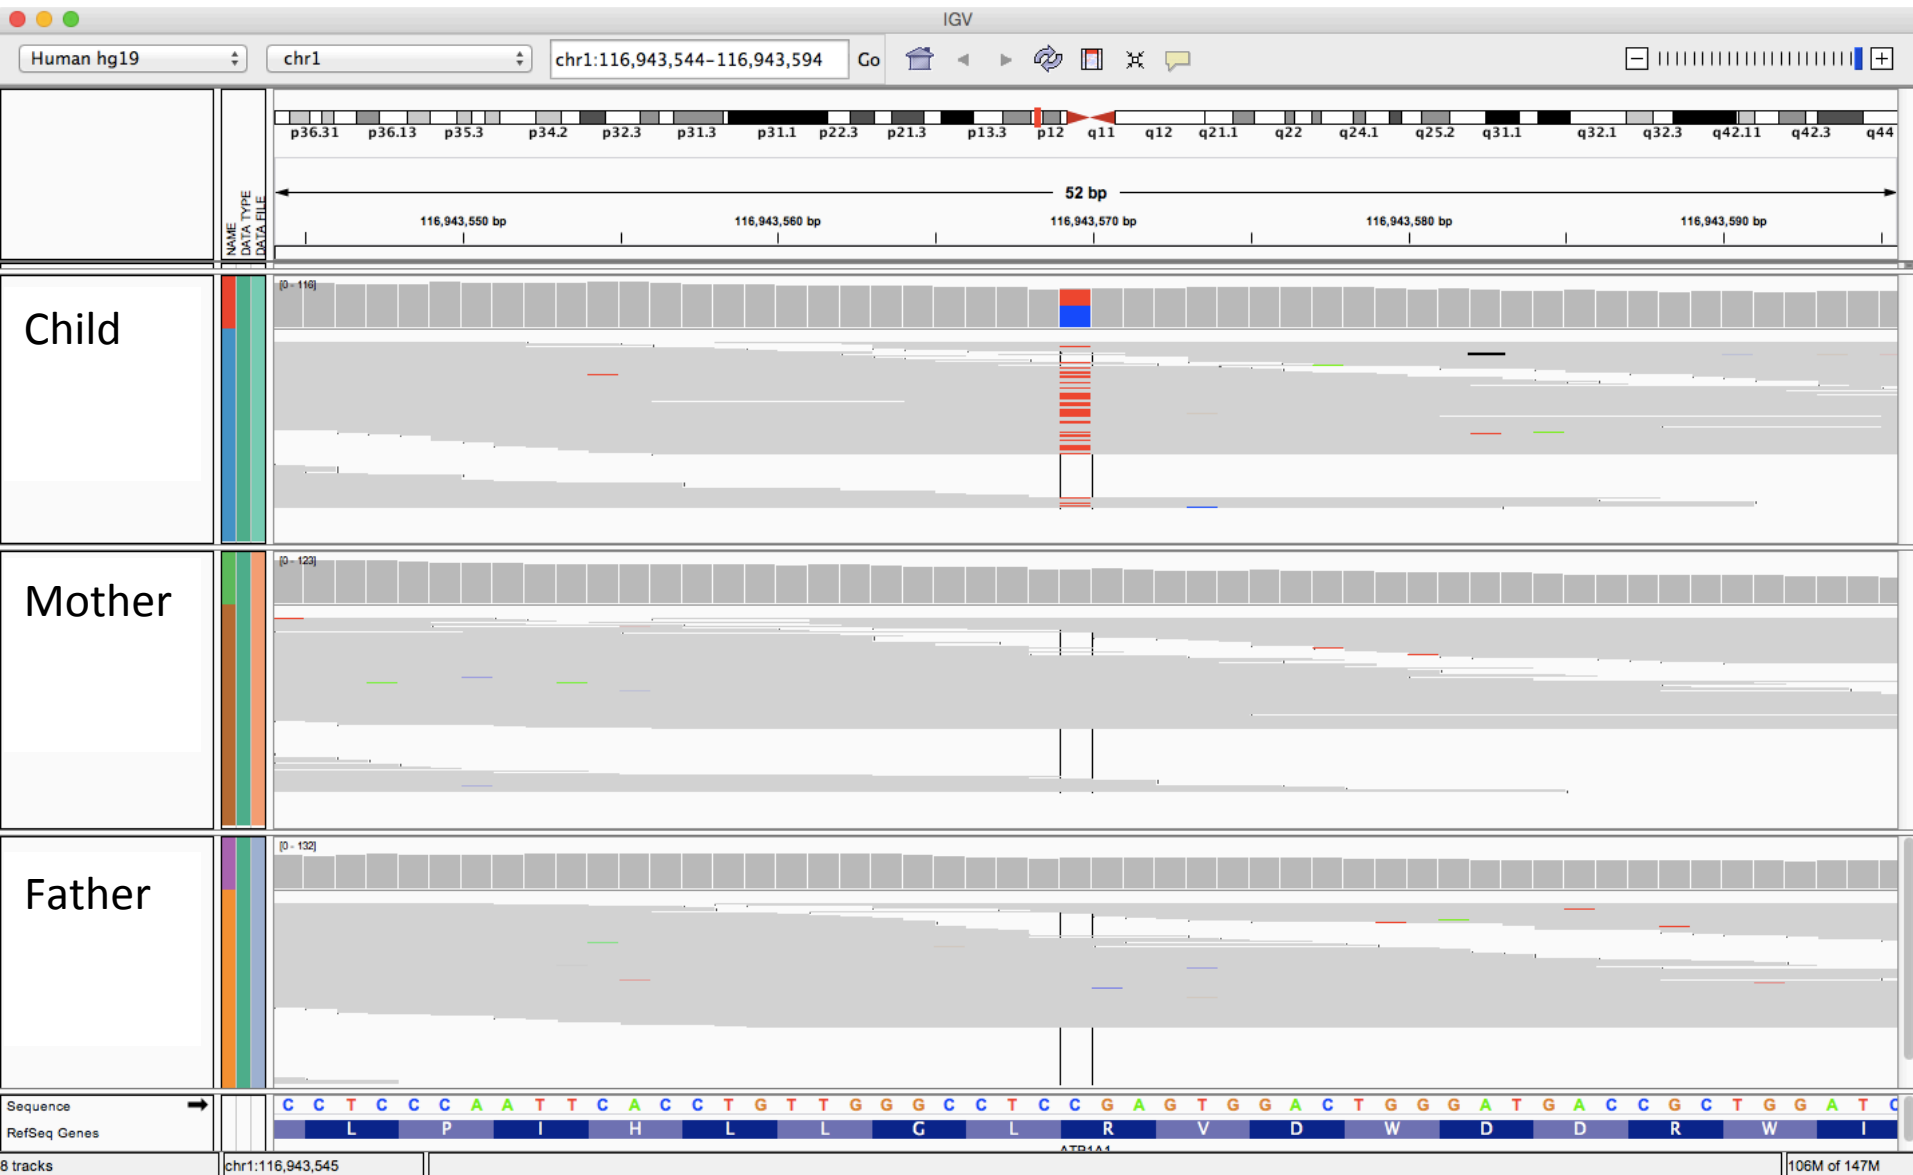 IGV
Human hg19 chr1 chr1:116,943,544-116,943,594 Go
p36.31 p36.13 p35.3 p34.2 p32.3 p31.3 p31.1 p22.3 p21.3 p13.3 p12 q11 q12 q21.1 q22 q24.1 q25.2 q31.1 q32.1 q32.3 q42.11 q42.3 q44
52 bp
NAME
DATA TYPE
DATA FILE
116,943,550 bp 116,943,560 bp 116,943,570 bp 116,943,580 bp 116,943,590 bp
[0 - 116]
Child
[0 - 123]
Mother
[0 - 132]
Father
Sequence C C T C C C A A T T C A C C T G T T G G G C C T C C G A G T G G A C T G G G A T G A C C G C T G G A T C
RefSeq Genes L P I H L L G L R V D W D D R W I
ATP1A1
8 tracks chr1:116,943,545 106M of 147M